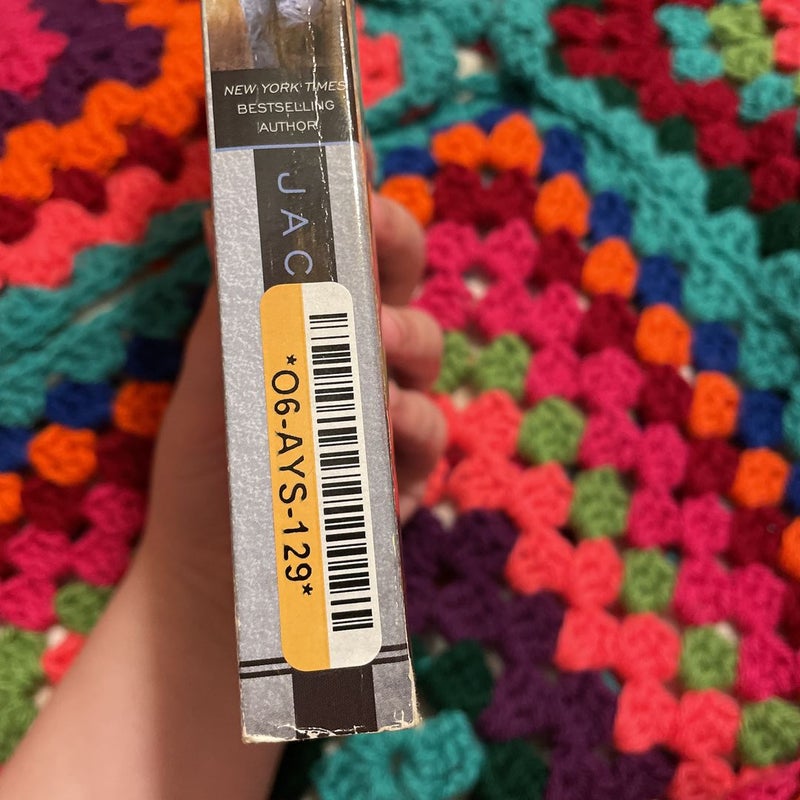 NEW YORK TIMES
BESTSELLING
AUTHOR
JAC
*O6-AYS-129*